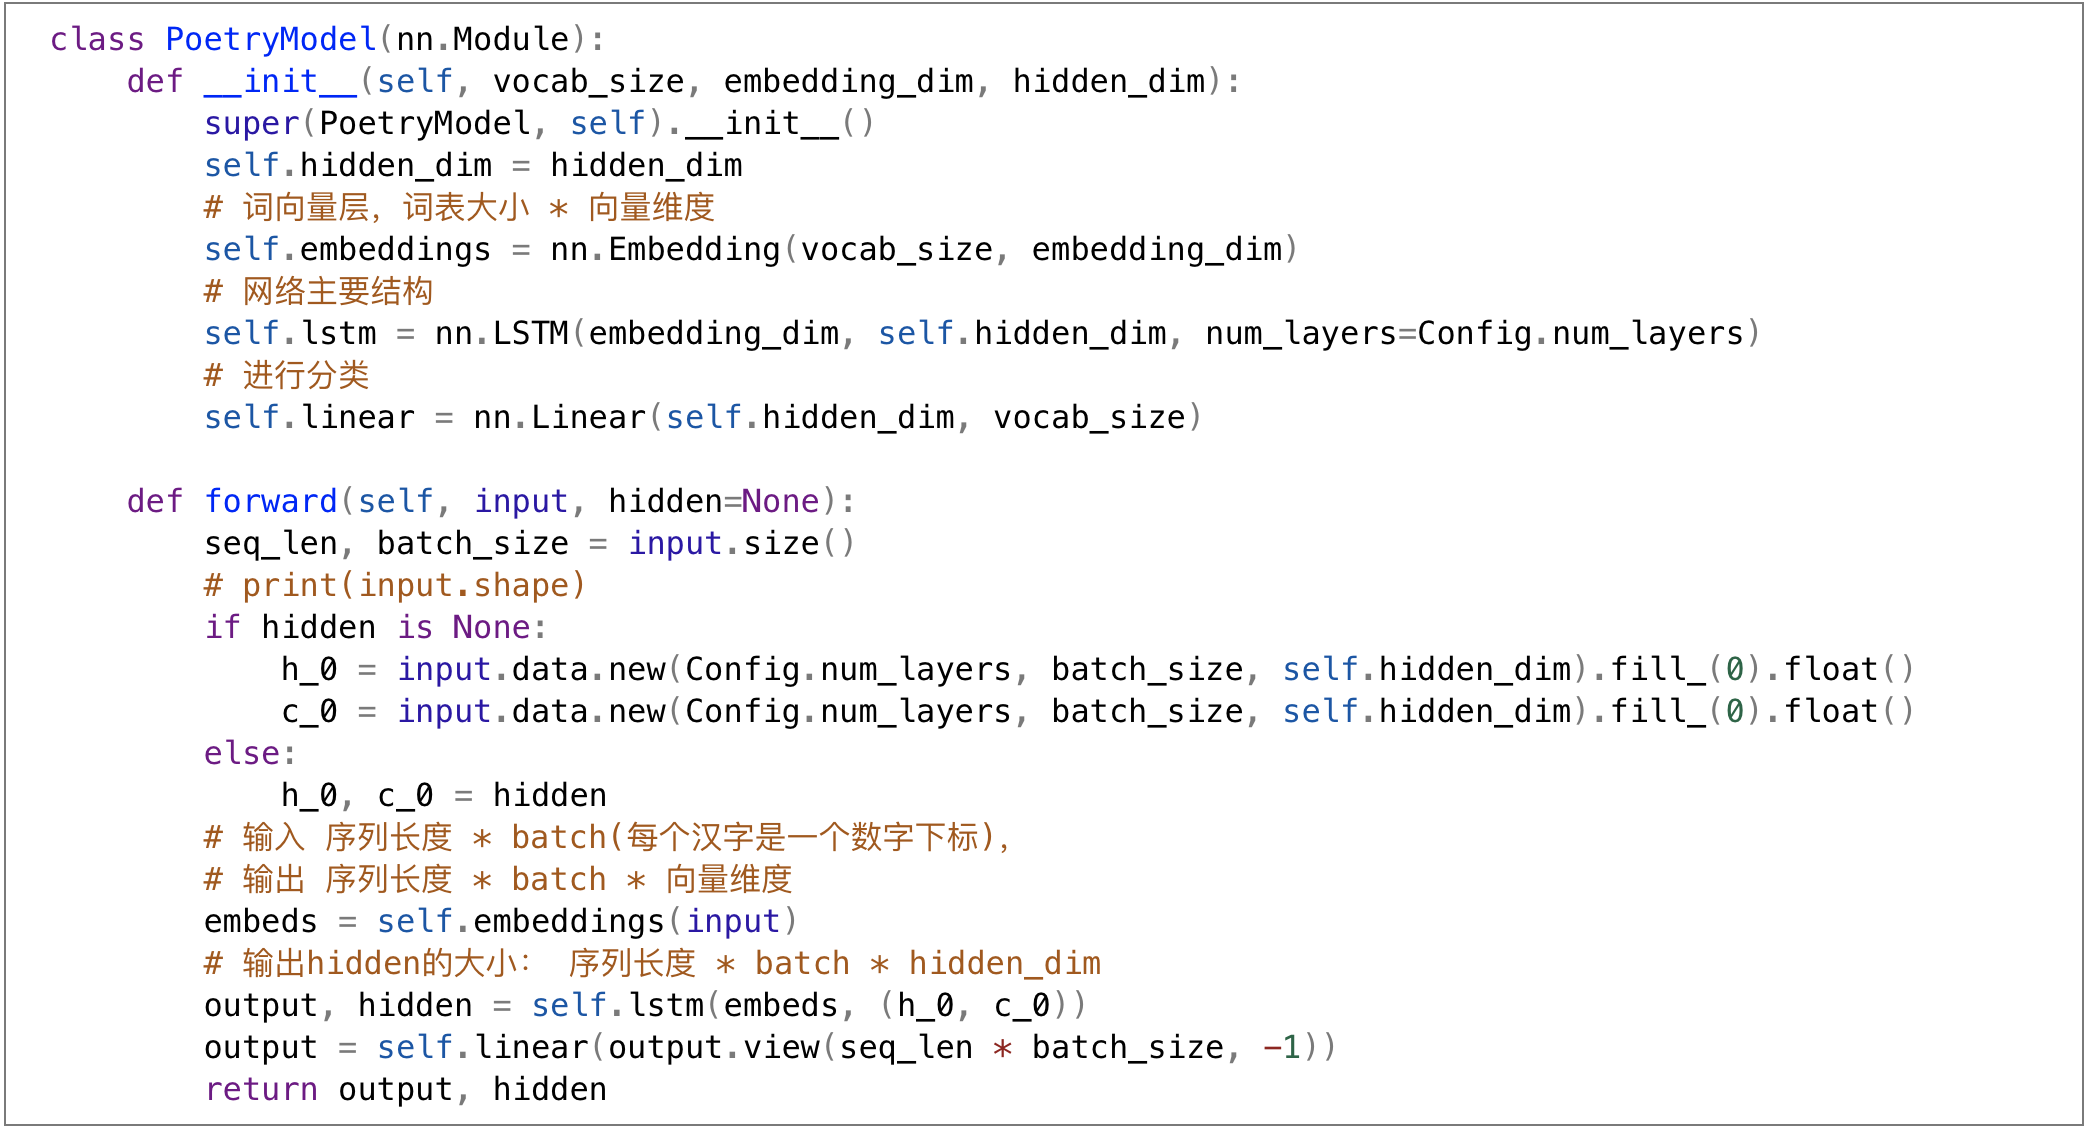 class PoetryModel(nn.Module):
    def __init__(self, vocab_size, embedding_dim, hidden_dim):
        super(PoetryModel, self).__init__()
        self.hidden_dim = hidden_dim
        # 词向量层，词表大小 * 向量维度
        self.embeddings = nn.Embedding(vocab_size, embedding_dim)
        # 网络主要结构
        self.lstm = nn.LSTM(embedding_dim, self.hidden_dim, num_layers=Config.num_layers)
        # 进行分类
        self.linear = nn.Linear(self.hidden_dim, vocab_size)

    def forward(self, input, hidden=None):
        seq_len, batch_size = input.size()
        # print(input.shape)
        if hidden is None:
            h_0 = input.data.new(Config.num_layers, batch_size, self.hidden_dim).fill_(0).float()
            c_0 = input.data.new(Config.num_layers, batch_size, self.hidden_dim).fill_(0).float()
        else:
            h_0, c_0 = hidden
        # 输入 序列长度 * batch(每个汉字是一个数字下标)，
        # 输出 序列长度 * batch * 向量维度
        embeds = self.embeddings(input)
        # 输出hidden的大小： 序列长度 * batch * hidden_dim
        output, hidden = self.lstm(embeds, (h_0, c_0))
        output = self.linear(output.view(seq_len * batch_size, -1))
        return output, hidden